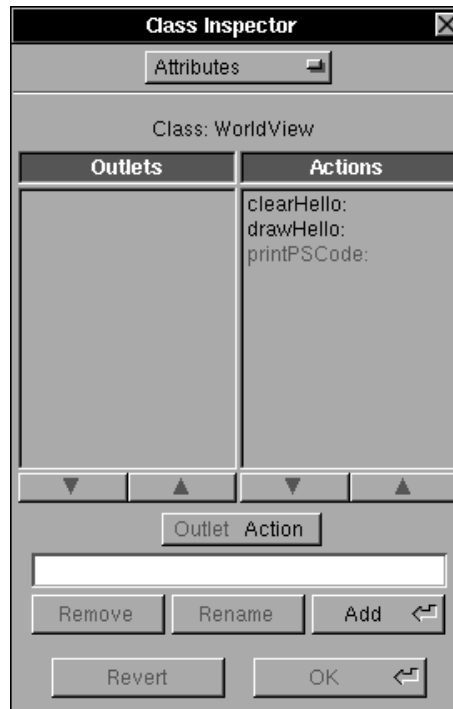 Class Inspector
Attributes
Class: WorldView
Outlets Actions
clearHello:
drawHello:
printPSCode:
Outlet Action
Remove Rename Add
Revert OK